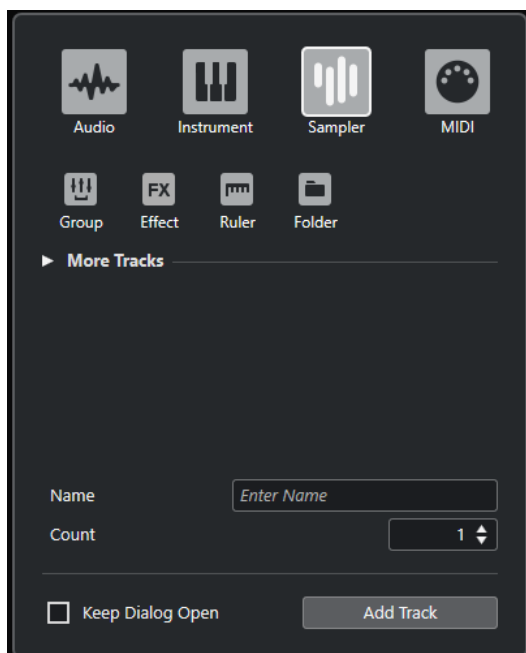 Audio Instrument Sampler MIDI
FX
Group Effect Ruler Folder
More Tracks
Name Enter Name
Count 1
Keep Dialog Open Add Track